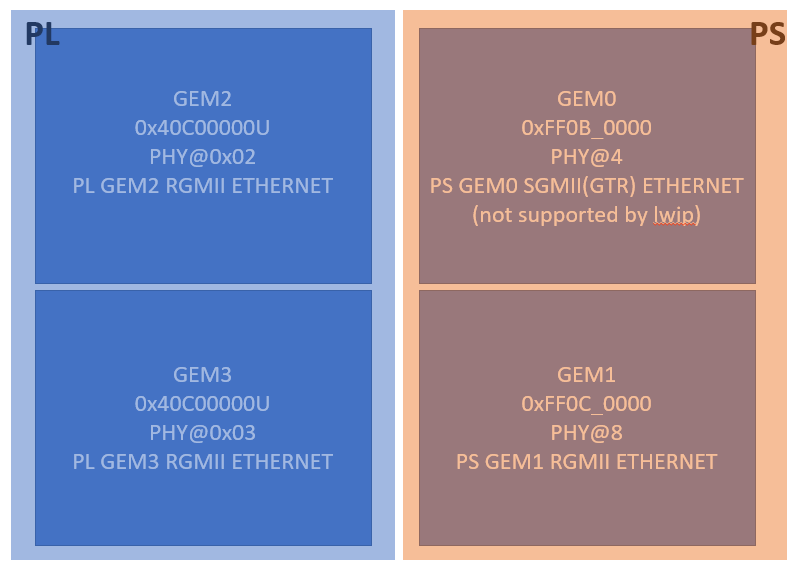 PL
GEM2
0x40C00000U
PHY@0x02
PL GEM2 RGMII ETHERNET
GEM3
0x40C00000U
PHY@0x03
PL GEM3 RGMII ETHERNET
PS
GEM0
0xFF0B_0000
PHY@4
PS GEM0 SGMII(GTR) ETHERNET
(not supported by lwip)
GEM1
0xFF0C_0000
PHY@8
PS GEM1 RGMII ETHERNET